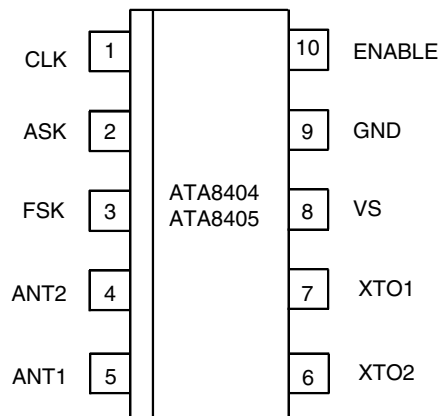 CLK 1 10 ENABLE
ASK 2 9 GND
ATA8404
ATA8405
FSK 3 8 VS
ANT2 4 7 XTO1
ANT1 5 6 XTO2